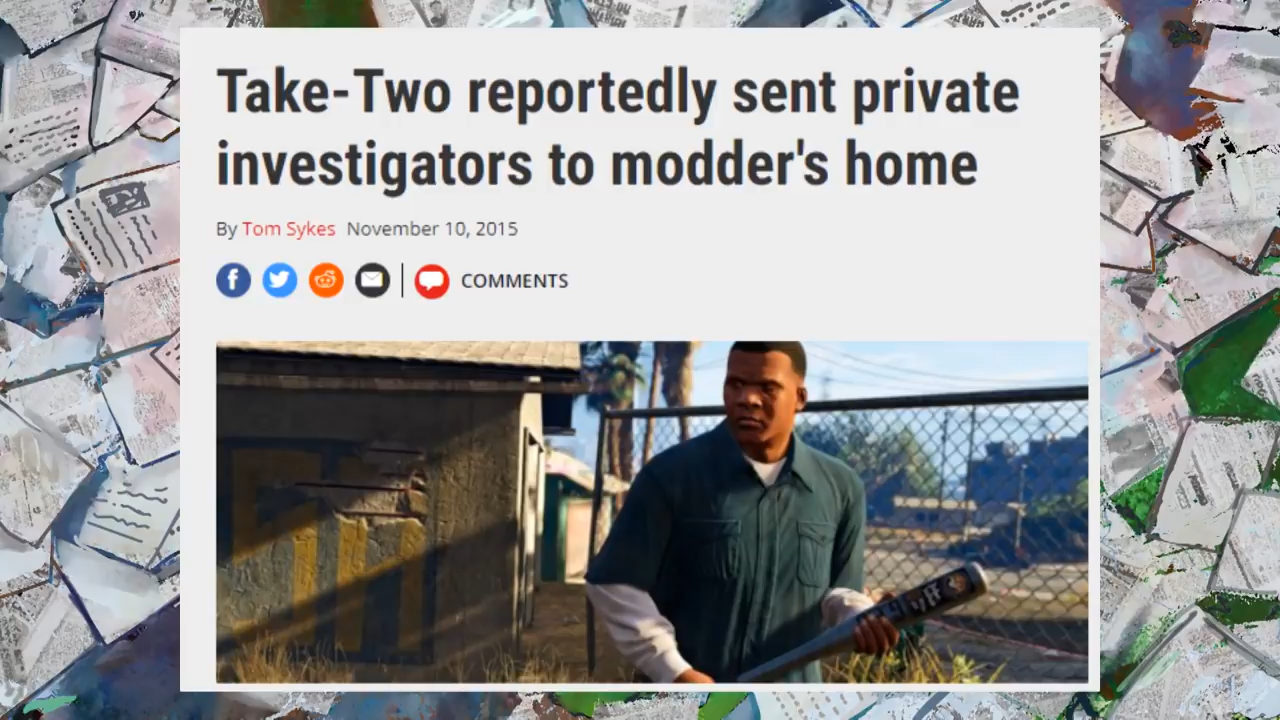 Take-Two reportedly sent private
investigators to modder's home
By Tom Sykes November 10, 2015
COMMENTS